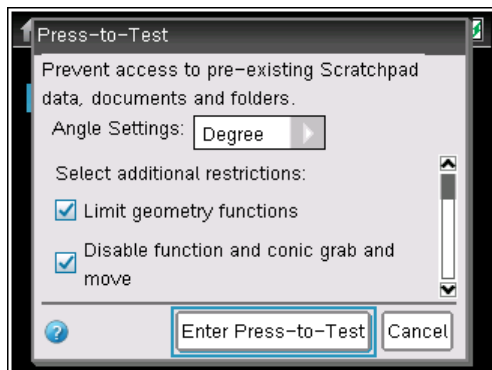 Press-to-Test
Prevent access to pre-existing Scratchpad
data, documents and folders.
Angle Settings: Degree
Select additional restrictions:
Limit geometry functions
Disable function and conic grab and
move
Enter Press-to-Test Cancel